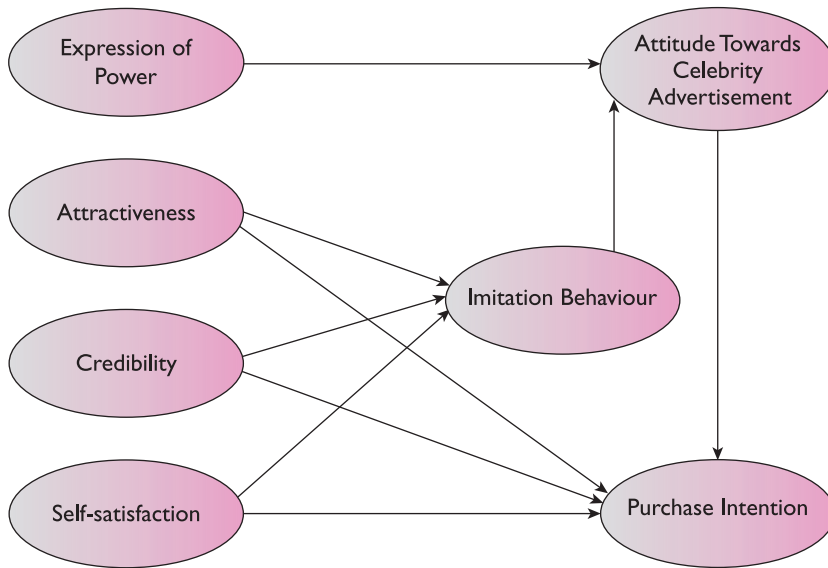 Expression of
Power
Attitude Towards
Celebrity
Advertisement
Attractiveness
Imitation Behaviour
Credibility
Self-satisfaction
Purchase Intention